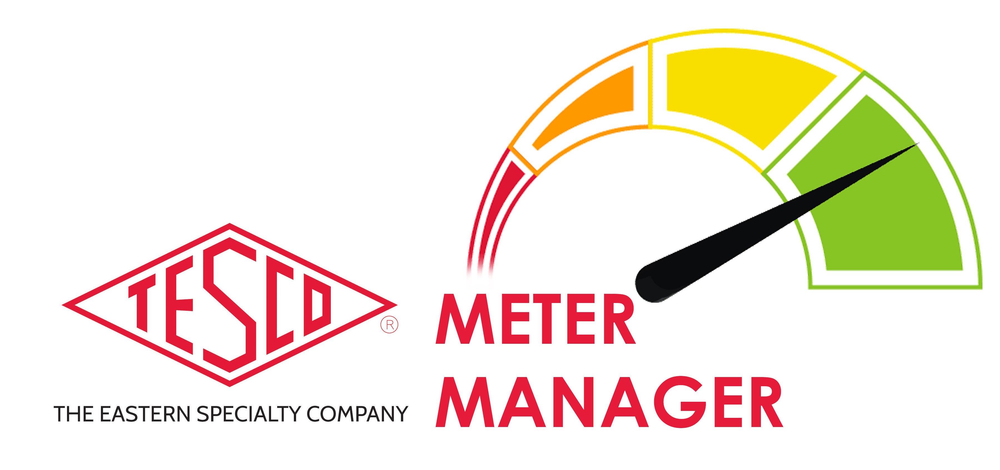 TESCO
®
THE EASTERN SPECIALTY COMPANY
METER
MANAGER